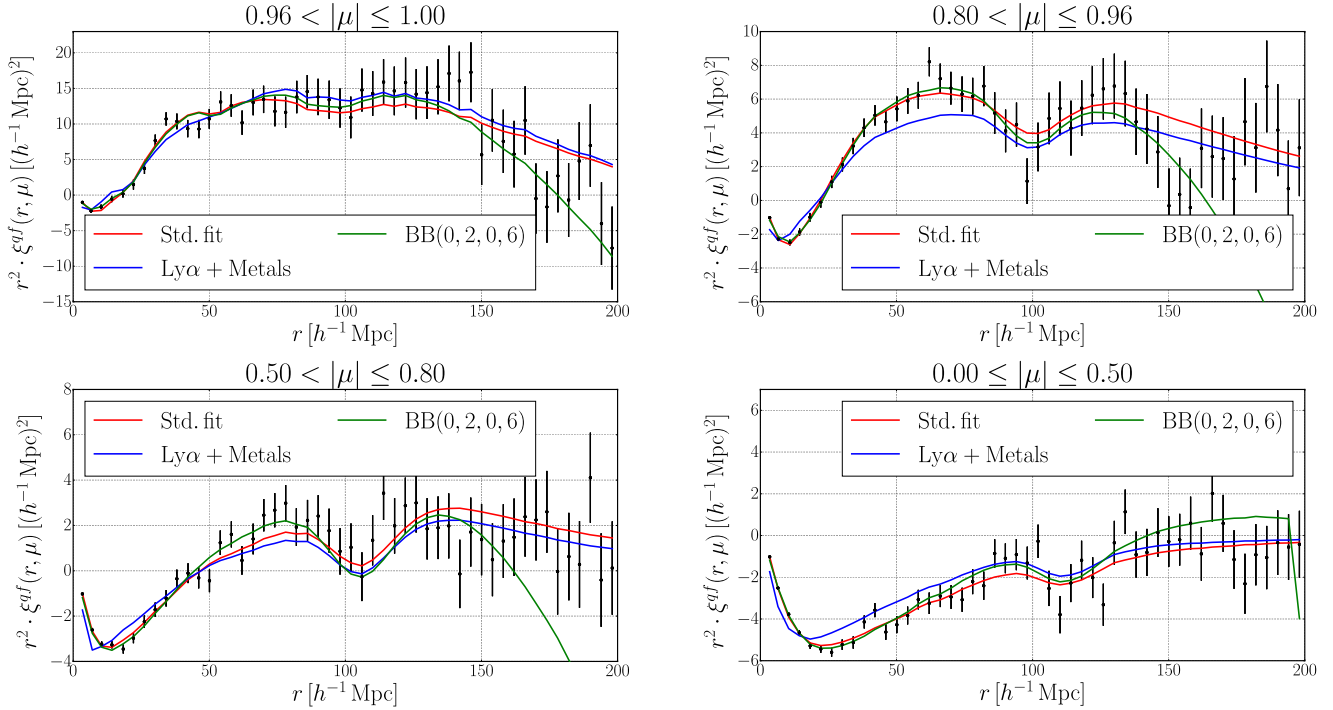 0.96 < |μ| ≤ 1.00
r² · ξ^{qf}(r, μ) [(h⁻¹ Mpc)²]
20
15
10
5
0
−5
−10
−15
Std. fit
BB(0, 2, 0, 6)
Lyα + Metals
0 50 100 150 200
r [h⁻¹ Mpc]
0.80 < |μ| ≤ 0.96
r² · ξ^{qf}(r, μ) [(h⁻¹ Mpc)²]
10
8
6
4
2
0
−2
−4
−6
Std. fit
BB(0, 2, 0, 6)
Lyα + Metals
0 50 100 150 200
r [h⁻¹ Mpc]
0.50 < |μ| ≤ 0.80
r² · ξ^{qf}(r, μ) [(h⁻¹ Mpc)²]
8
6
4
2
0
−2
−4
Std. fit
BB(0, 2, 0, 6)
Lyα + Metals
0 50 100 150 200
r [h⁻¹ Mpc]
0.00 ≤ |μ| ≤ 0.50
r² · ξ^{qf}(r, μ) [(h⁻¹ Mpc)²]
6
4
2
0
−2
−4
−6
Std. fit
BB(0, 2, 0, 6)
Lyα + Metals
0 50 100 150 200
r [h⁻¹ Mpc]